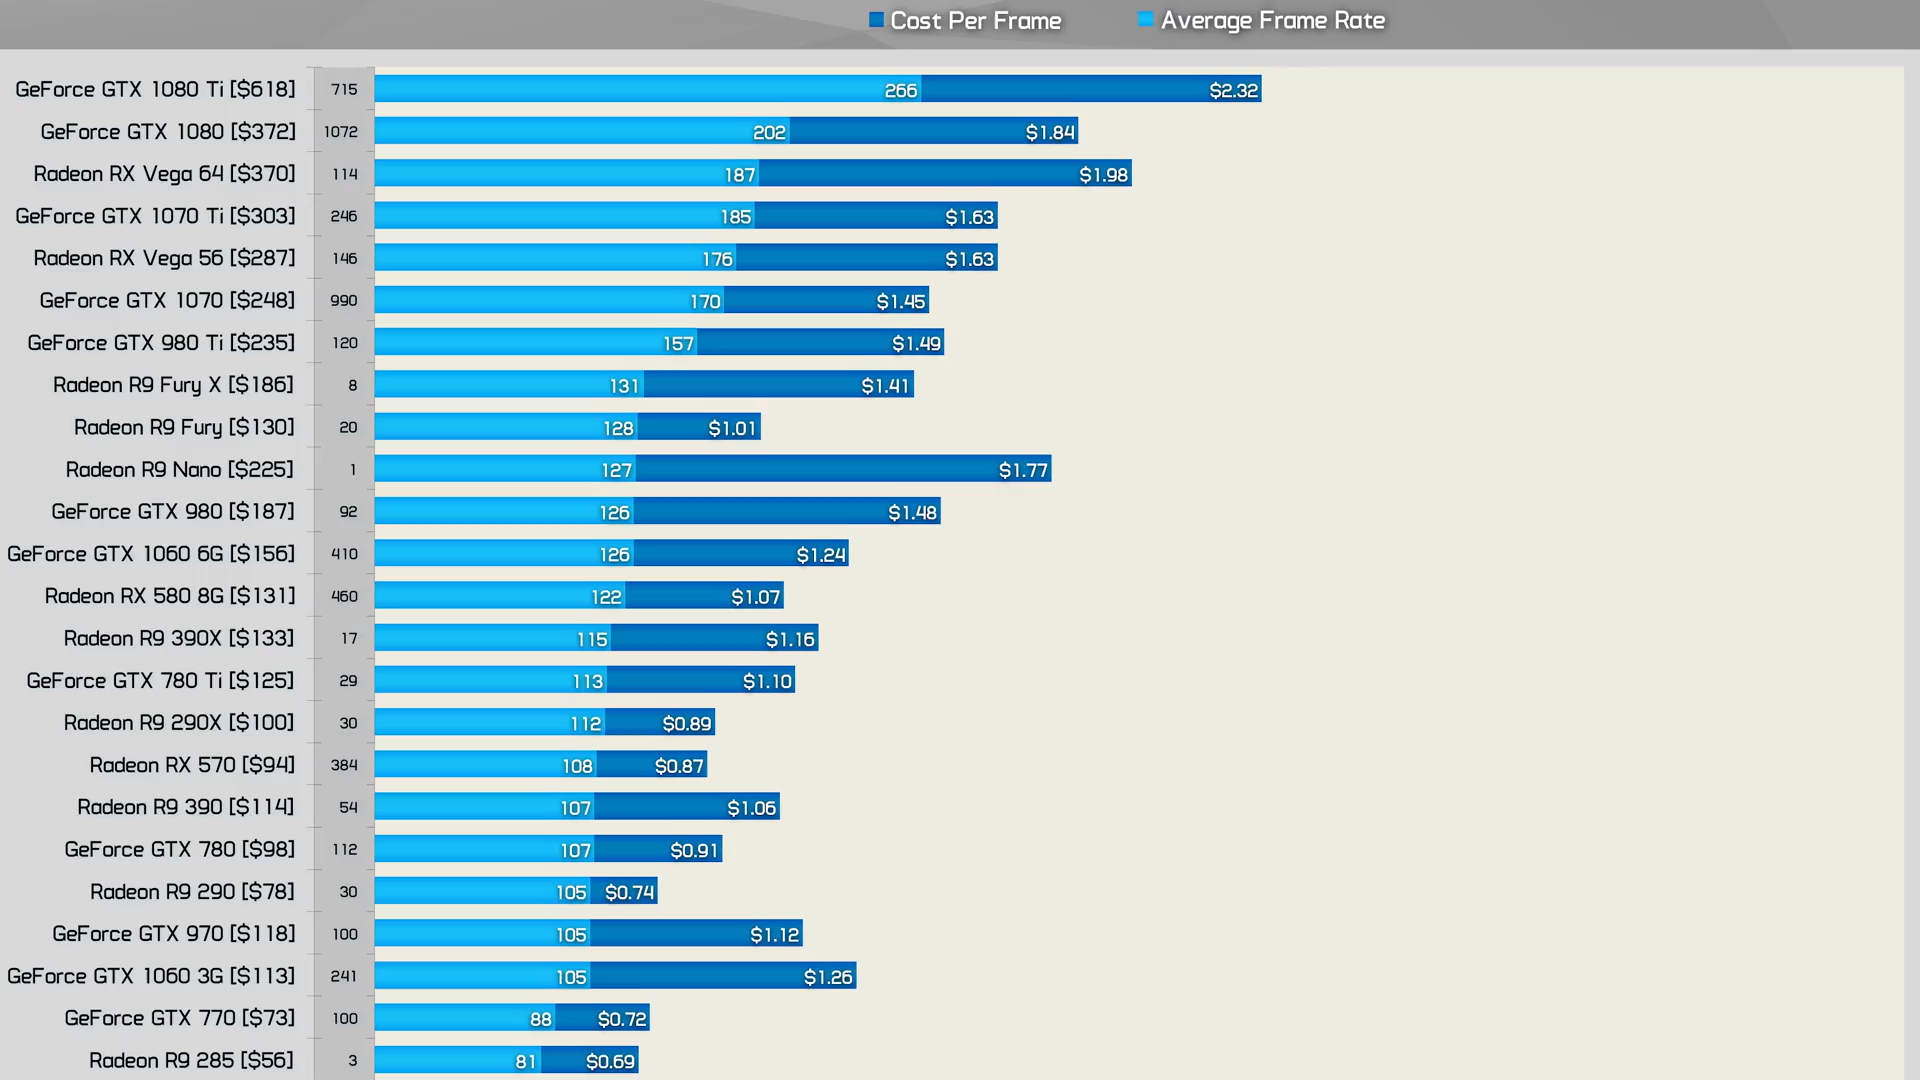 Cost Per Frame Average Frame Rate
GeForce GTX 1080 Ti [$618] 715 266 $2.32
GeForce GTX 1080 [$372] 1072 202 $1.84
Radeon RX Vega 64 [$370] 114 187 $1.98
GeForce GTX 1070 Ti [$303] 246 185 $1.63
Radeon RX Vega 56 [$287] 146 176 $1.63
GeForce GTX 1070 [$248] 990 170 $1.45
GeForce GTX 980 Ti [$235] 120 157 $1.49
Radeon R9 Fury X [$186] 8 131 $1.41
Radeon R9 Fury [$130] 20 128 $1.01
Radeon R9 Nano [$225] 1 127 $1.77
GeForce GTX 980 [$187] 92 126 $1.48
GeForce GTX 1060 6G [$156] 410 126 $1.24
Radeon RX 580 8G [$131] 460 122 $1.07
Radeon R9 390X [$133] 17 115 $1.16
GeForce GTX 780 Ti [$125] 29 113 $1.10
Radeon R9 290X [$100] 30 112 $0.89
Radeon RX 570 [$94] 384 108 $0.87
Radeon R9 390 [$114] 54 107 $1.06
GeForce GTX 780 [$98] 112 107 $0.91
Radeon R9 290 [$78] 30 105 $0.74
GeForce GTX 970 [$118] 100 105 $1.12
GeForce GTX 1060 3G [$113] 241 105 $1.26
GeForce GTX 770 [$73] 100 88 $0.72
Radeon R9 285 [$56] 3 81 $0.69